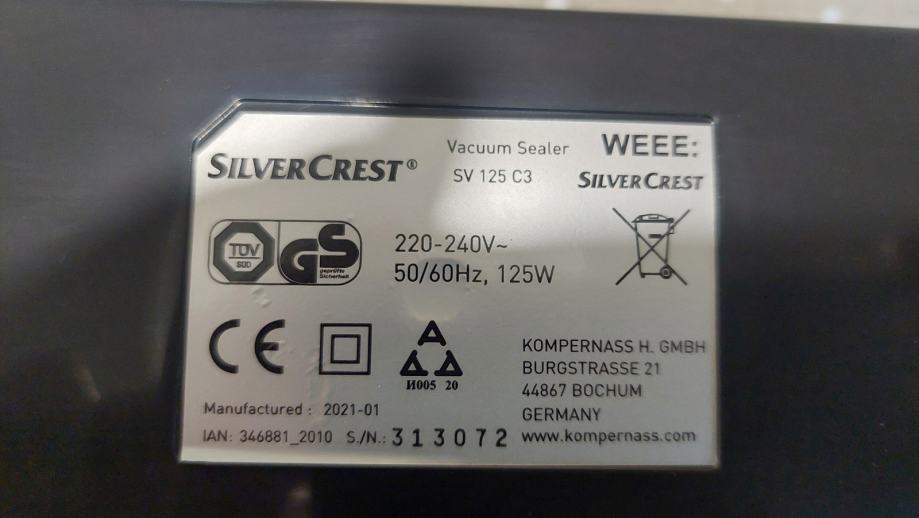 SILVERCREST®
Vacuum Sealer
SV 125 C3
WEEE:
SILVERCREST
TÜV
SÜD
GS
geprüfte
Sicherheit
220-240V~
50/60Hz, 125W
CE
И005 20
KOMPERNASS H. GMBH
BURGSTRASSE 21
44867 BOCHUM
GERMANY
www.kompernass.com
Manufactured : 2021-01
IAN: 346881_2010 S./N.: 313072